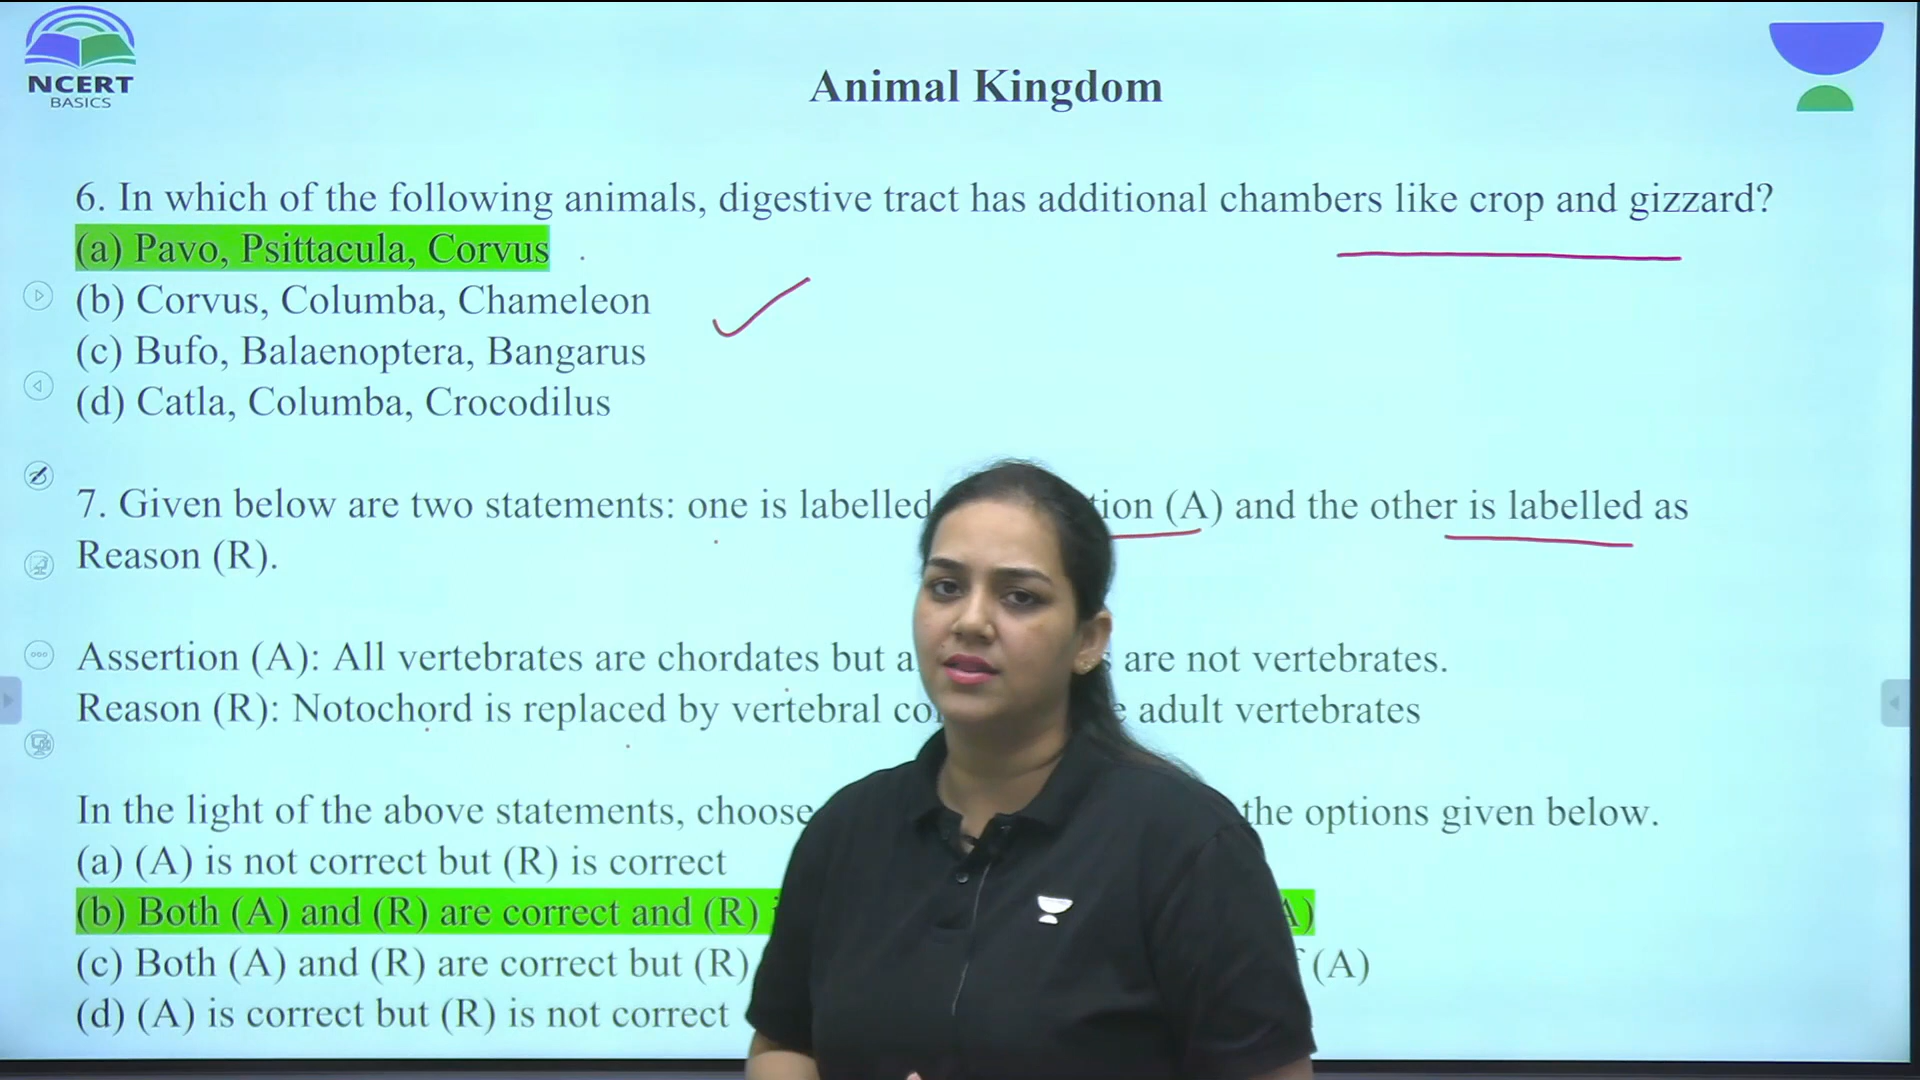 NCERT
BASICS
Animal Kingdom
6. In which of the following animals, digestive tract has additional chambers like crop and gizzard?
(a) Pavo, Psittacula, Corvus
(b) Corvus, Columba, Chameleon
(c) Bufo, Balaenoptera, Bangarus
(d) Catla, Columba, Crocodilus
7. Given below are two statements: one is labelled tion (A) and the other is labelled as
Reason (R).
Assertion (A): All vertebrates are chordates but a s are not vertebrates.
Reason (R): Notochord is replaced by vertebral co e adult vertebrates
In the light of the above statements, choose the options given below.
(a) (A) is not correct but (R) is correct
(b) Both (A) and (R) are correct and (R) A)
(c) Both (A) and (R) are correct but (R) f (A)
(d) (A) is correct but (R) is not correct